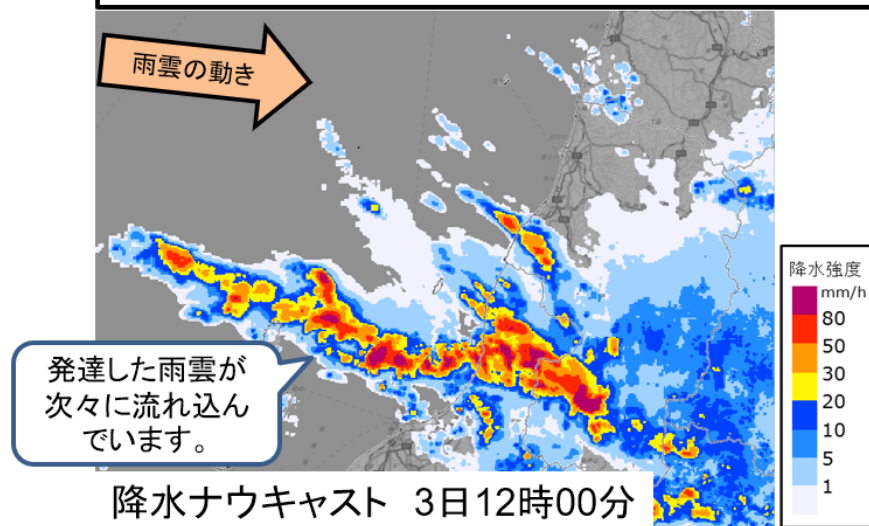 雨雲の動き
降水強度
mm/h
80
50
30
20
10
5
1
発達した雨雲が
次々に流れ込ん
でいます。
降水ナウキャスト 3日12時00分